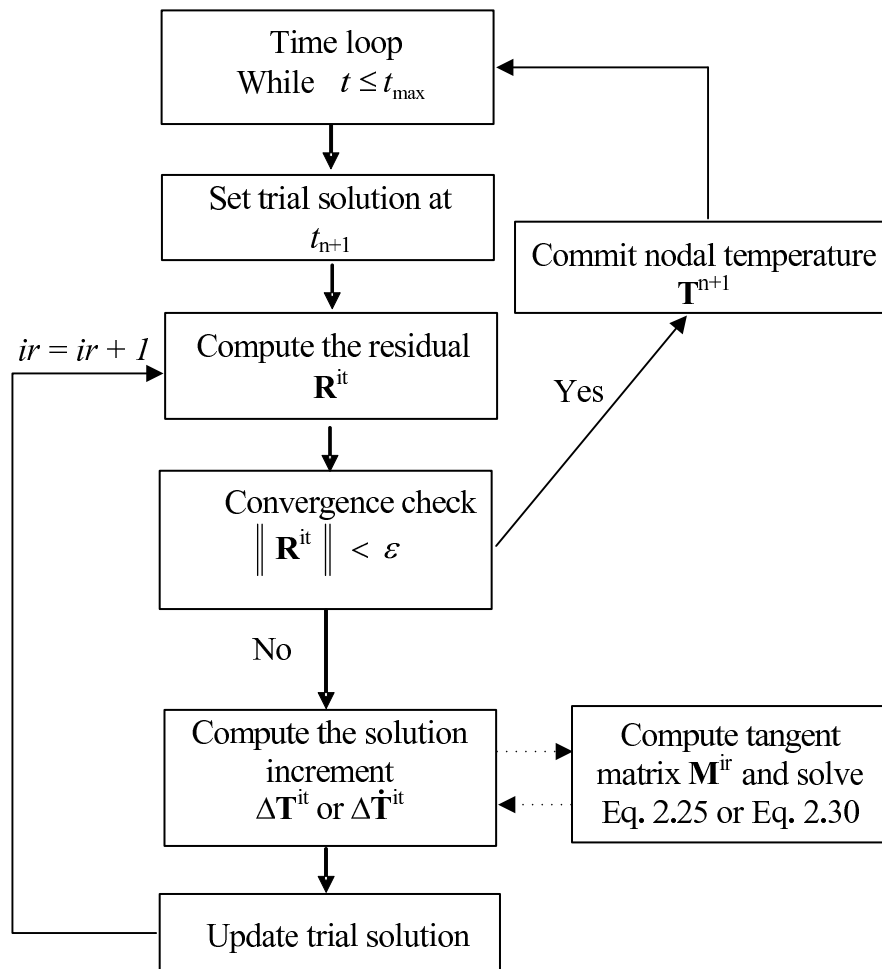 Time loop
While t ≤ t_max
Set trial solution at
t_n+1
Commit nodal temperature
T^n+1
ir = ir + 1
Compute the residual
R^it
Yes
Convergence check
‖ R^it ‖ < ε
No
Compute the solution
increment
ΔT^it or ΔṪ^it
Compute tangent
matrix M^ir and solve
Eq. 2.25 or Eq. 2.30
Update trial solution